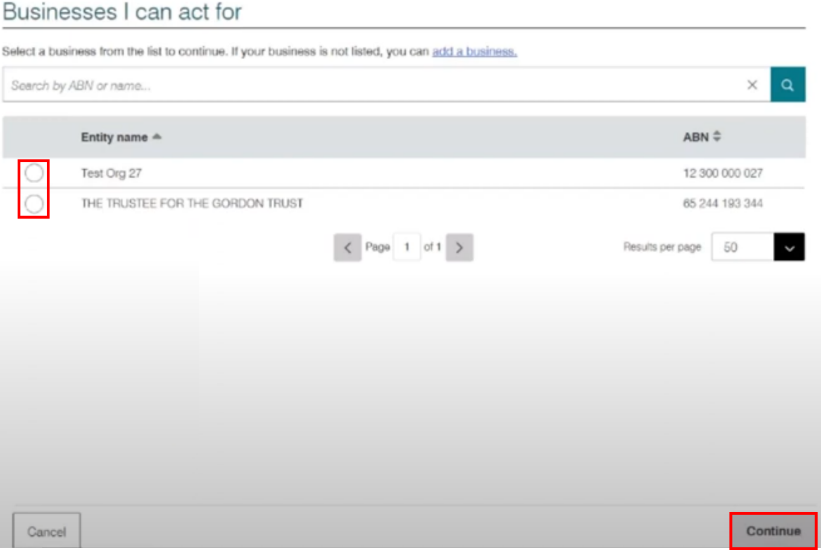 Businesses I can act for
Select a business from the list to continue. If your business is not listed, you can add a business.
Search by ABN or name...
Entity name ABN
Test Org 27 12 300 000 027
THE TRUSTEE FOR THE GORDON TRUST 65 244 193 344
Page 1 of 1 Results per page 50
Cancel Continue